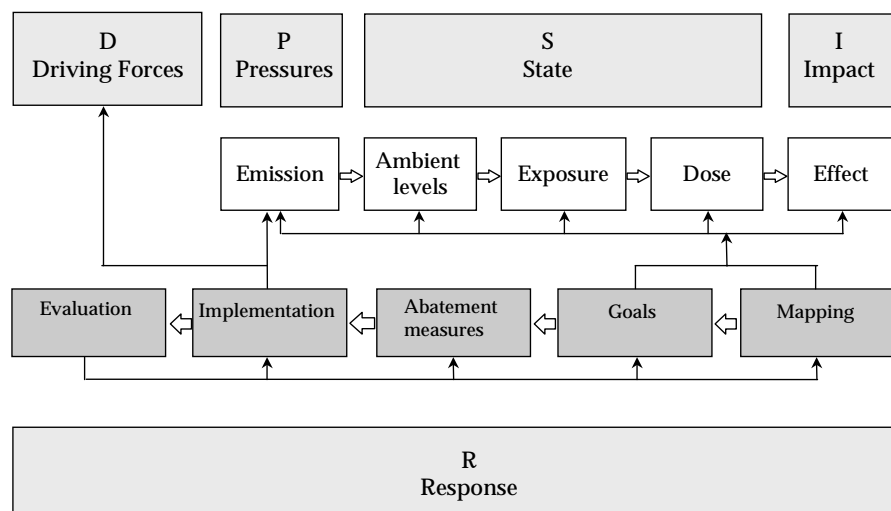 D
Driving Forces
P
Pressures
S
State
I
Impact
Emission
Ambient
levels
Exposure
Dose
Effect
Evaluation
Implementation
Abatement
measures
Goals
Mapping
R
Response